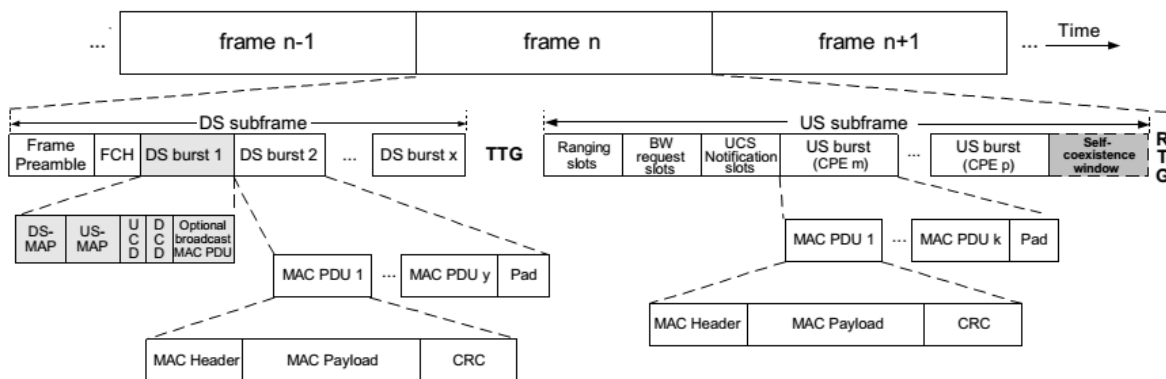 ... frame n-1 frame n frame n+1 ... Time
DS subframe US subframe
Frame
Preamble
FCH
DS burst 1
DS burst 2
...
DS burst x
TTG
Ranging
slots
BW
request
slots
UCS
Notification
slots
US burst
(CPE m)
...
US burst
(CPE p)
Self-
coexistence
window
R
T
G
DS-
MAP
US-
MAP
U
C
D
D
C
D
Optional
broadcast
MAC PDU
MAC PDU 1 ... MAC PDU k Pad
MAC PDU 1 ... MAC PDU y Pad
MAC Header MAC Payload CRC
MAC Header MAC Payload CRC